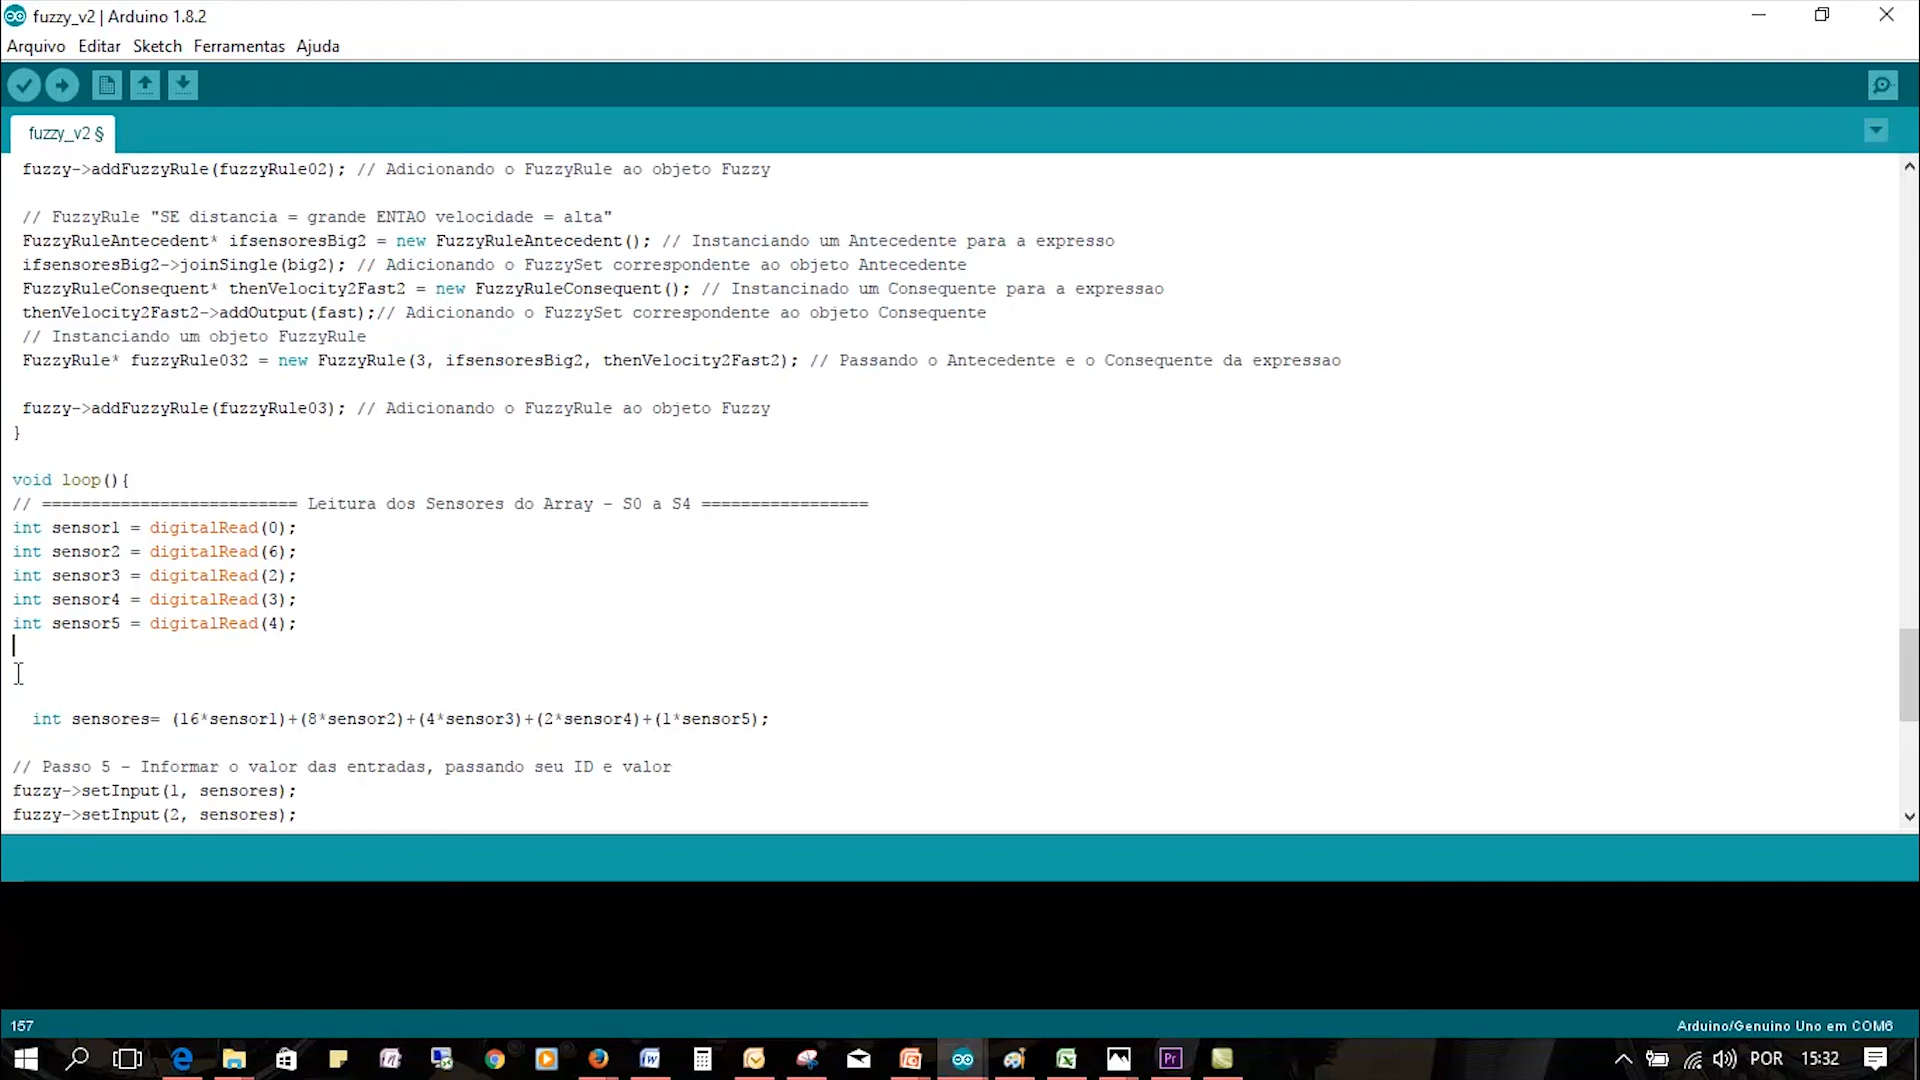 fuzzy_v2 | Arduino 1.8.2
Arquivo Editar Sketch Ferramentas Ajuda
fuzzy_v2 §
fuzzy->addFuzzyRule(fuzzyRule02); // Adicionando o FuzzyRule ao objeto Fuzzy
// FuzzyRule "SE distancia = grande ENTAO velocidade = alta"
FuzzyRuleAntecedent* ifsensoresBig2 = new FuzzyRuleAntecedent(); // Instanciando um Antecedente para a expresso
ifsensoresBig2->joinSingle(big2); // Adicionando o FuzzySet correspondente ao objeto Antecedente
FuzzyRuleConsequent* thenVelocity2Fast2 = new FuzzyRuleConsequent(); // Instancinado um Consequente para a expressao
thenVelocity2Fast2->addOutput(fast);// Adicionando o FuzzySet correspondente ao objeto Consequente
// Instanciando um objeto FuzzyRule
FuzzyRule* fuzzyRule032 = new FuzzyRule(3, ifsensoresBig2, thenVelocity2Fast2); // Passando o Antecedente e o Consequente da expressao
fuzzy->addFuzzyRule(fuzzyRule03); // Adicionando o FuzzyRule ao objeto Fuzzy
}
void loop(){
// ========================== Leitura dos Sensores do Array - S0 a S4 =================
int sensor1 = digitalRead(0);
int sensor2 = digitalRead(6);
int sensor3 = digitalRead(2);
int sensor4 = digitalRead(3);
int sensor5 = digitalRead(4);
int sensores= (16*sensor1)+(8*sensor2)+(4*sensor3)+(2*sensor4)+(1*sensor5);
// Passo 5 - Informar o valor das entradas, passando seu ID e valor
fuzzy->setInput(1, sensores);
fuzzy->setInput(2, sensores);
157
Arduino/Genuino Uno em COM6
POR 15:32